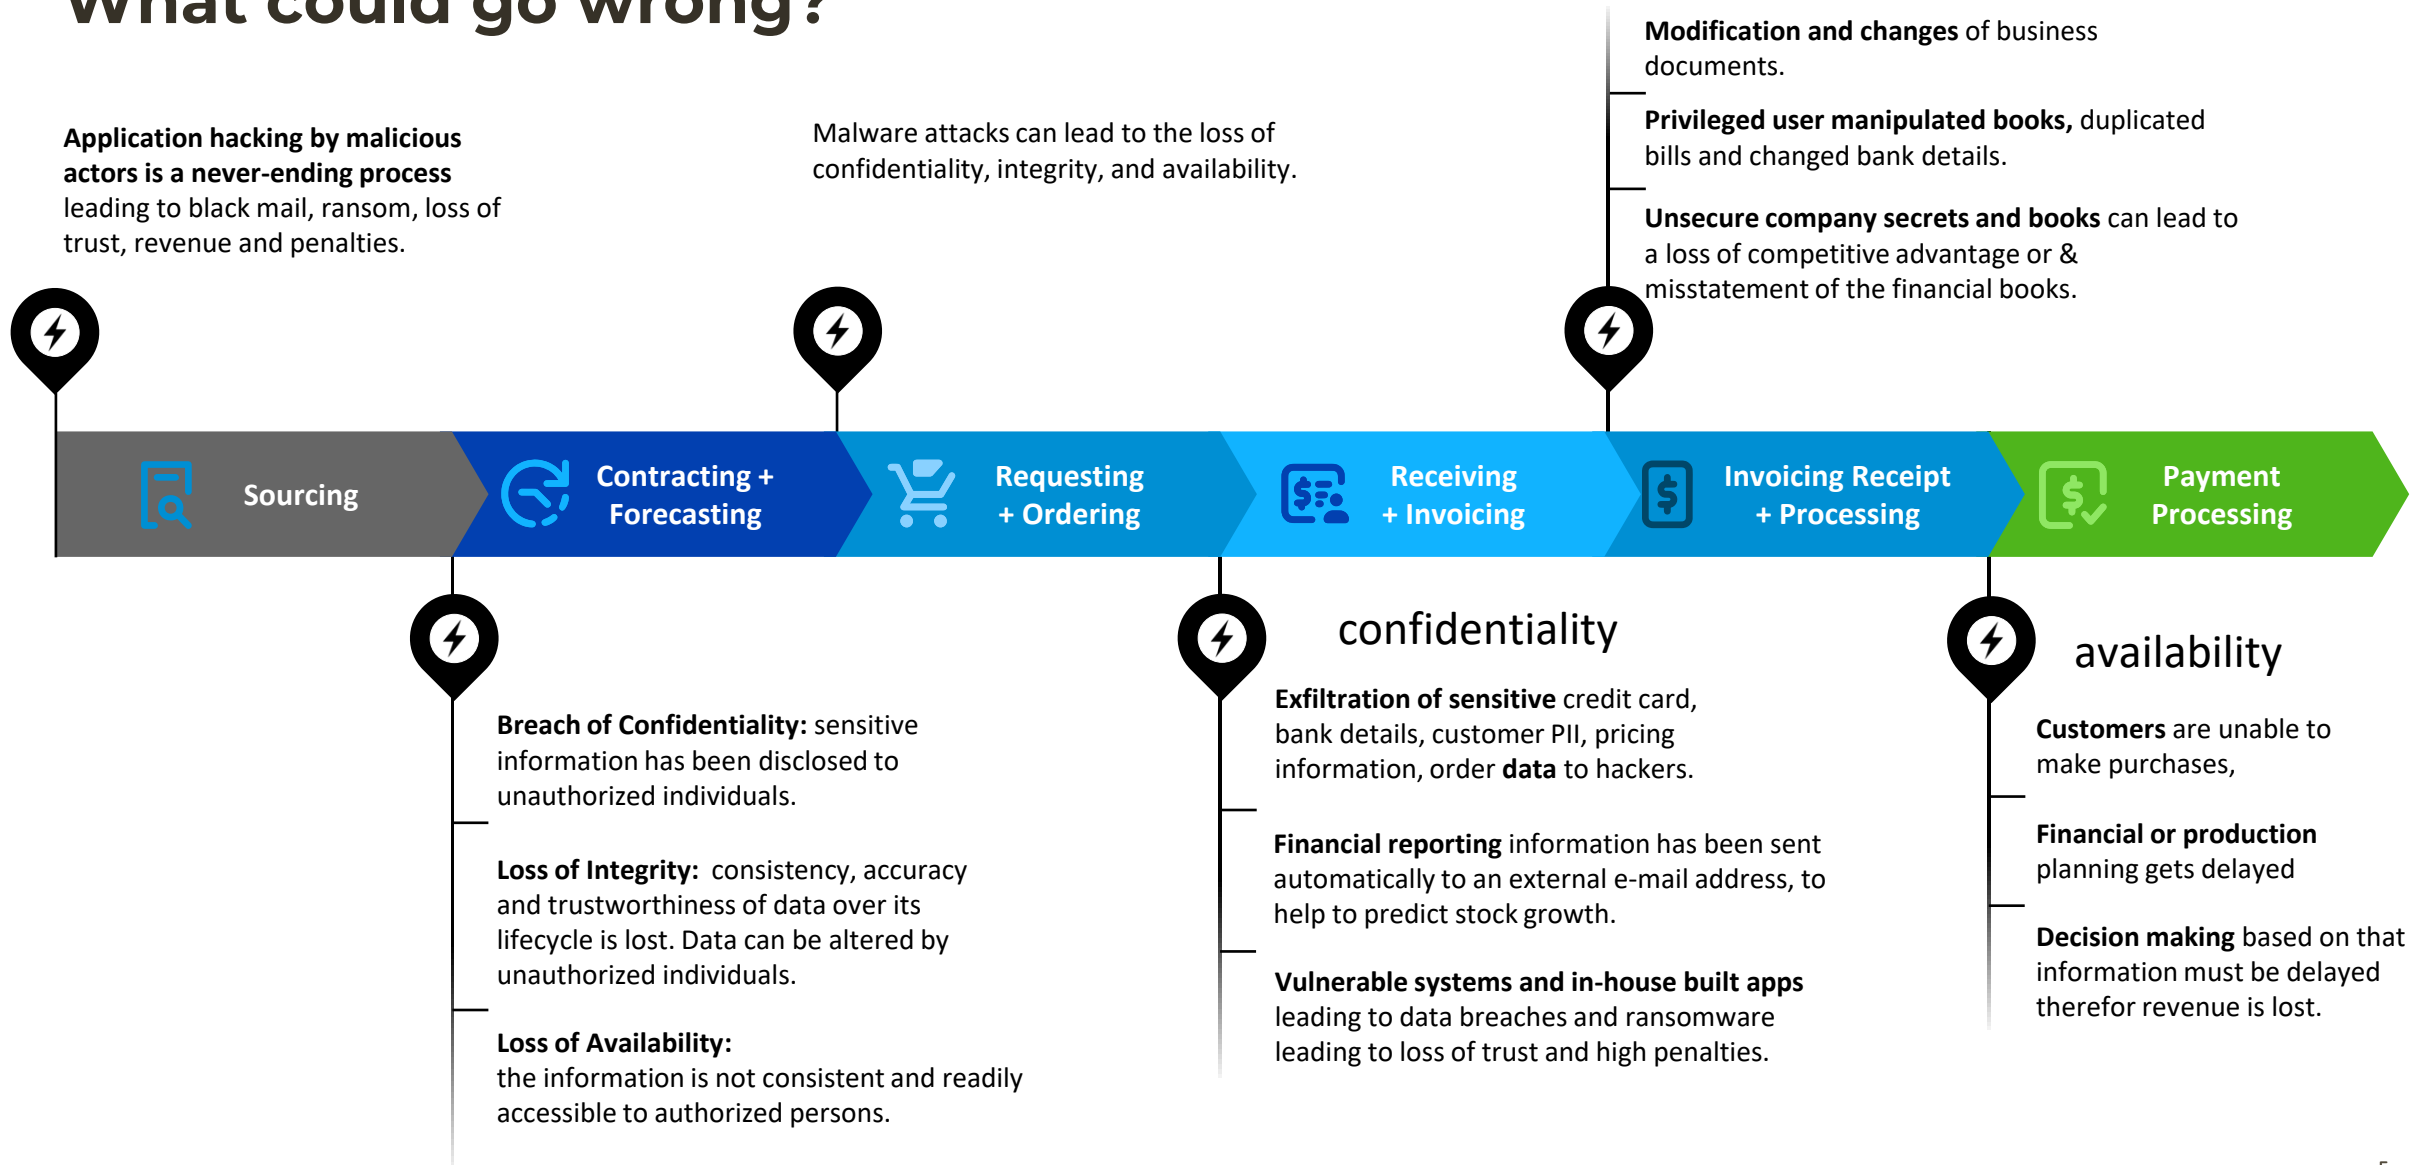 What could go wrong?
Application hacking by malicious
actors is a never-ending process
leading to black mail, ransom, loss of
trust, revenue and penalties.
Malware attacks can lead to the loss of
confidentiality, integrity, and availability.
Modification and changes of business
documents.
Privileged user manipulated books, duplicated
bills and changed bank details.
Unsecure company secrets and books can lead to
a loss of competitive advantage or &
misstatement of the financial books.
Sourcing
Contracting +
Forecasting
Requesting
+ Ordering
Receiving
+ Invoicing
Invoicing Receipt
+ Processing
Payment
Processing
Breach of Confidentiality: sensitive
information has been disclosed to
unauthorized individuals.
Loss of Integrity: consistency, accuracy
and trustworthiness of data over its
lifecycle is lost. Data can be altered by
unauthorized individuals.
Loss of Availability:
the information is not consistent and readily
accessible to authorized persons.
confidentiality
Exfiltration of sensitive credit card,
bank details, customer PII, pricing
information, order data to hackers.
Financial reporting information has been sent
automatically to an external e-mail address, to
help to predict stock growth.
Vulnerable systems and in-house built apps
leading to data breaches and ransomware
leading to loss of trust and high penalties.
availability
Customers are unable to
make purchases,
Financial or production
planning gets delayed
Decision making based on that
information must be delayed
therefor revenue is lost.